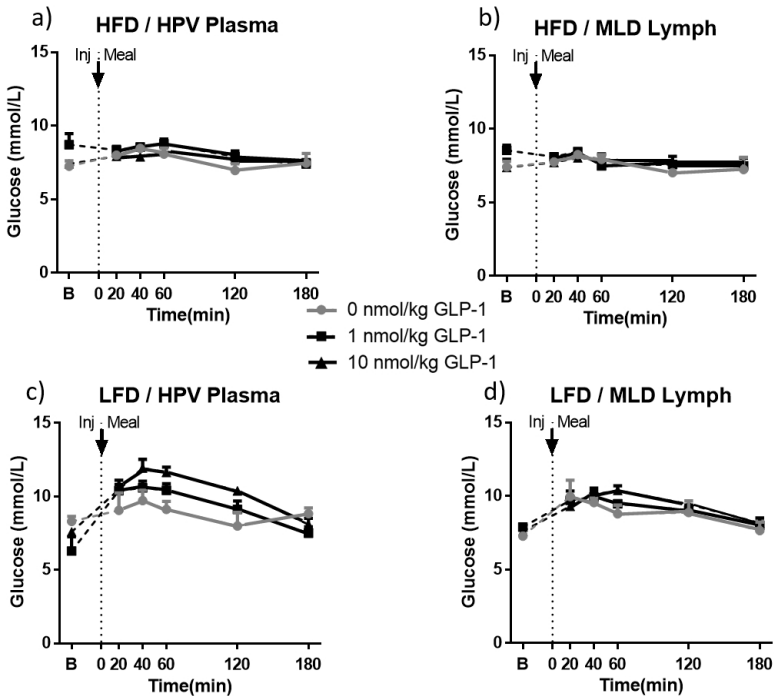 a)
HFD / HPV Plasma
Inj Meal
15
10
5
0
Glucose (mmol/L)
B 0 20 40 60 120 180
Time(min)
b)
HFD / MLD Lymph
Inj Meal
15
10
5
0
Glucose (mmol/L)
B 0 20 40 60 120 180
Time(min)
0 nmol/kg GLP-1
1 nmol/kg GLP-1
10 nmol/kg GLP-1
c)
LFD / HPV Plasma
Inj Meal
15
10
5
0
Glucose (mmol/L)
B 0 20 40 60 120 180
Time(min)
d)
LFD / MLD Lymph
Inj Meal
15
10
5
0
Glucose (mmol/L)
B 0 20 40 60 120 180
Time(min)